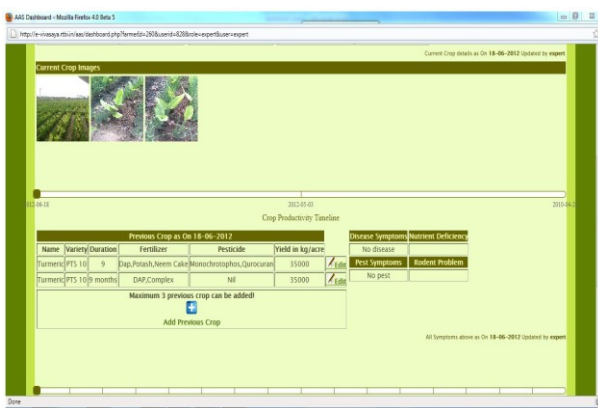 AAS Dashboard - Mozilla Firefox 4.0 Beta 5
http://e-vivasaya.rtbi.in/aas/dashboard.php?farmerId=260&userid=828&role=expert&user=expert
Current Crop details as On 18-06-2012 Updated by expert
Current Crop Images
2012-05-03
Crop Productivity Timeline
Previous Crop as On 18-06-2012
Name Variety Duration Fertilizer Pesticide Yield in kg/acre
Turmeric PTS 10 9 Dap,Potash,Neem Cake Monochrotophos,Qurocuran 35000 Edit
Turmeric PTS 10 9 months DAP,Complex Nil 35000 Edit
Maximum 3 previous crop can be added!
Add Previous Crop
Disease Symptoms Nutrient Deficiency
No disease
Pest Symptoms Rodent Problem
No pest
All Symptoms above as On 18-06-2012 Updated by expert
Done